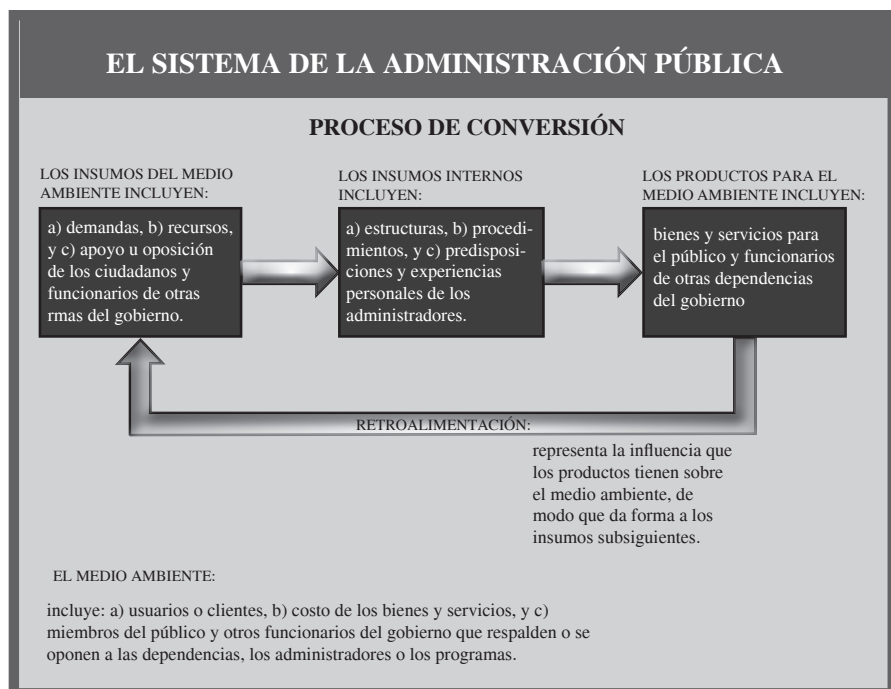 EL SISTEMA DE LA ADMINISTRACIÓN PÚBLICA
PROCESO DE CONVERSIÓN
LOS INSUMOS DEL MEDIO
AMBIENTE INCLUYEN:
a) demandas, b) recursos,
y c) apoyo u oposición
de los ciudadanos y
funcionarios de otras
rmas del gobierno.
LOS INSUMOS INTERNOS
INCLUYEN:
a) estructuras, b) procedi-
mientos, y c) predisposi-
ciones y experiencias
personales de los
administradores.
LOS PRODUCTOS PARA EL
MEDIO AMBIENTE INCLUYEN:
bienes y servicios para
el público y funcionarios
de otras dependencias
del gobierno
RETROALIMENTACIÓN:
representa la influencia que
los productos tienen sobre
el medio ambiente, de
modo que da forma a los
insumos subsiguientes.
EL MEDIO AMBIENTE:
incluye: a) usuarios o clientes, b) costo de los bienes y servicios, y c)
miembros del público y otros funcionarios del gobierno que respalden o se
oponen a las dependencias, los administradores o los programas.